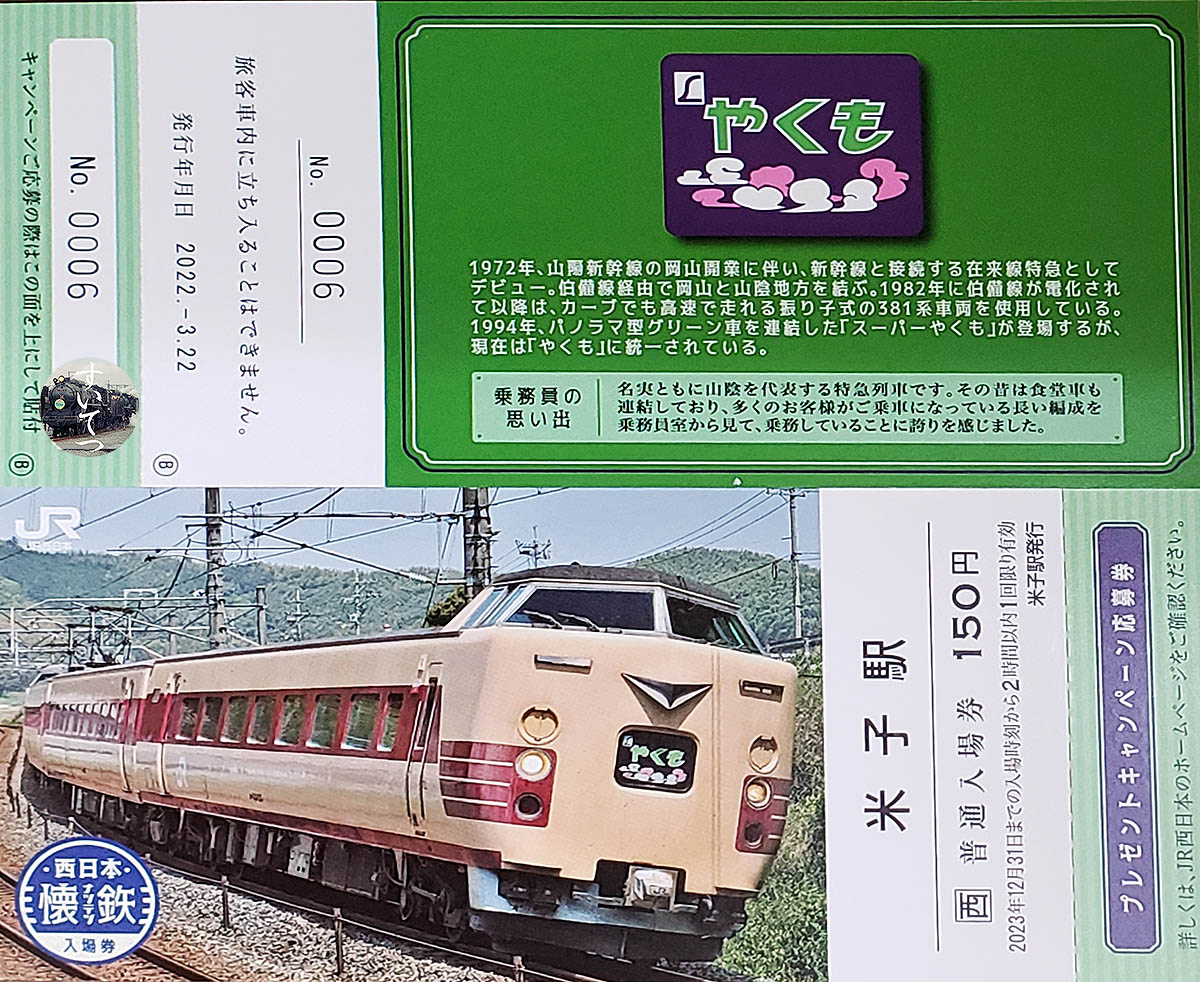 やくも
1972年、山陽新幹線の岡山開業に伴い、新幹線と接続する在来線特急として
デビュー。伯備線経由で岡山と山陰地方を結ぶ。1982年に伯備線が電化され
て以降は、カーブでも高速で走れる振り子式の381系車両を使用している。
1994年、パノラマ型グリーン車を連結した「スーパーやくも」が登場するが、
現在は「やくも」に統一されている。
乗務員の
思い出
名実ともに山陰を代表する特急列車です。その昔は食堂車も
連結しており、多くのお客様がご乗車になっている長い編成を
乗務員室から見て、乗務していることに誇りを感じました。
No. 0006
旅客車内に立ち入ることはできません。
発行年月日 2022.-3.22
Ⓑ
No. 0006
キャンペーンご応募の際はこの面を上にして貼付
Ⓑ
すいてつ
JR
やくも
・西日本・
懐鉄
ナツテツ
入場券
米子駅
西 普通入場券 150円
2023年12月31日までの入場時刻から2時間以内1回限り有効
米子駅発行
プレゼントキャンペーン応募券
詳しくは、JR西日本のホームページをご確認ください。